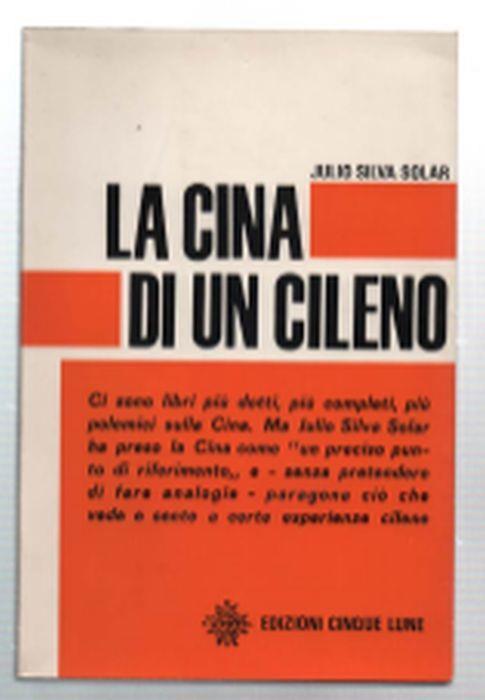 JULIO SILVA SOLAR
LA CINA
DI UN CILENO
Ci sono libri più dotti, più completi, più
polemici sulla Cina. Ma Julio Silva Solar
ha preso la Cina come "un preciso pun-
to di riferimento„ e - senza pretendere
di fare analogie - paragona ciò che
vede e sente a certe esperienze cilene
EDIZIONI CINQUE LUNE